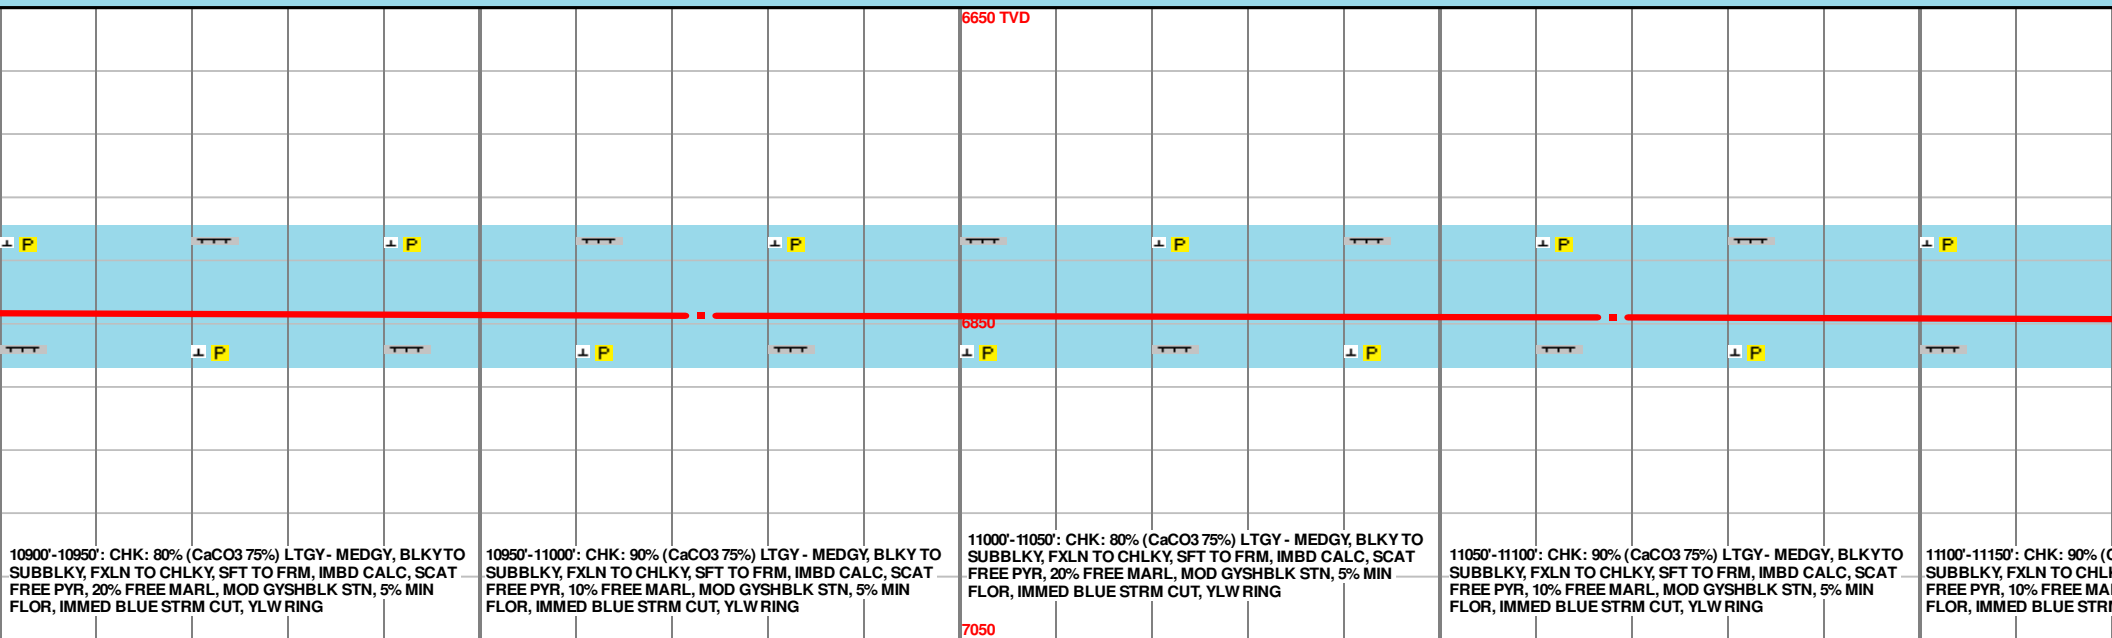 6650 TVD
P P P P P
6850
P P P P P
10900'-10950': CHK: 80% (CaCO3 75%) LTGY - MEDGY, BLKY TO
SUBBLKY, FXLN TO CHLKY, SFT TO FRM, IMBD CALC, SCAT
FREE PYR, 20% FREE MARL, MOD GYSHBLK STN, 5% MIN
FLOR, IMMED BLUE STRM CUT, YLW RING
10950'-11000': CHK: 90% (CaCO3 75%) LTGY - MEDGY, BLKY TO
SUBBLKY, FXLN TO CHLKY, SFT TO FRM, IMBD CALC, SCAT
FREE PYR, 10% FREE MARL, MOD GYSHBLK STN, 5% MIN
FLOR, IMMED BLUE STRM CUT, YLW RING
11000'-11050': CHK: 80% (CaCO3 75%) LTGY - MEDGY, BLKY TO
SUBBLKY, FXLN TO CHLKY, SFT TO FRM, IMBD CALC, SCAT
FREE PYR, 20% FREE MARL, MOD GYSHBLK STN, 5% MIN
FLOR, IMMED BLUE STRM CUT, YLW RING
11050'-11100': CHK: 90% (CaCO3 75%) LTGY - MEDGY, BLKY TO
SUBBLKY, FXLN TO CHLKY, SFT TO FRM, IMBD CALC, SCAT
FREE PYR, 10% FREE MARL, MOD GYSHBLK STN, 5% MIN
FLOR, IMMED BLUE STRM CUT, YLW RING
11100'-11150': CHK: 90% (
SUBBLKY, FXLN TO
FREE PYR, 10% FREE
FLOR, IMMED BLUE
7050